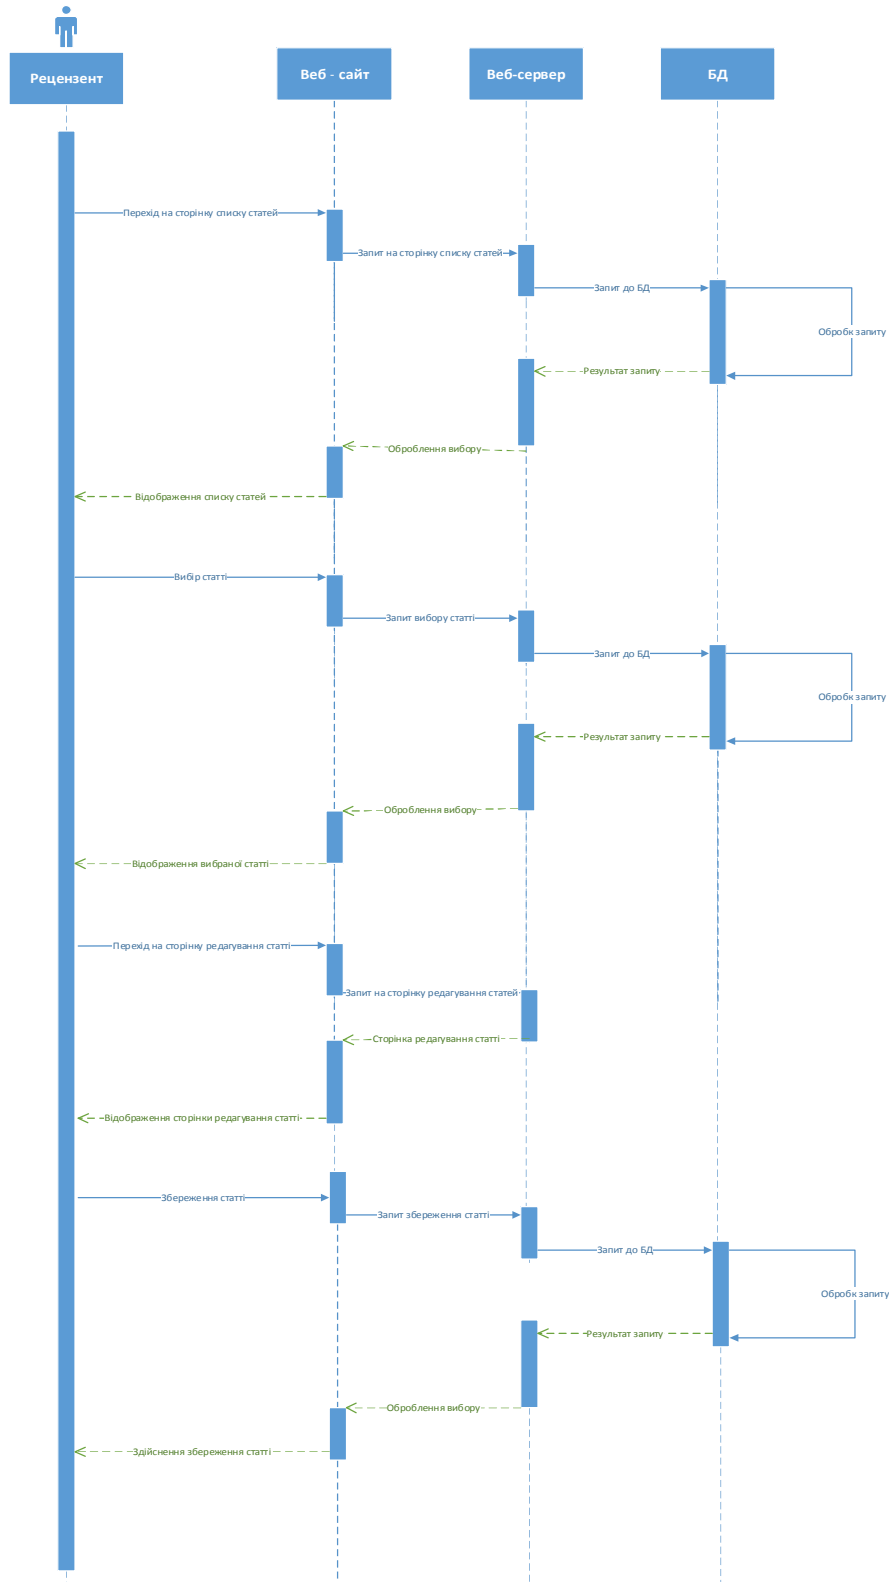 Рецензент
Веб - сайт
Веб-сервер
БД
Перехід на сторінку списку статей
Запит на сторінку списку статей
Запит до БД
Обробк запиту
Результат запиту
Оброблення вибору
Відображення списку статей
Вибір статті
Запит вибору статті
Запит до БД
Обробк запиту
Результат запиту
Оброблення вибору
Відображення вибраної статті
Перехід на сторінку редагування статті
Запит на сторінку редагування статей
Сторінка редагування статті
Відображення сторінки редагування статті
Збереження статті
Запит збереження статті
Запит до БД
Обробк запиту
Результат запиту
Оброблення вибору
Здійснення збереження статті